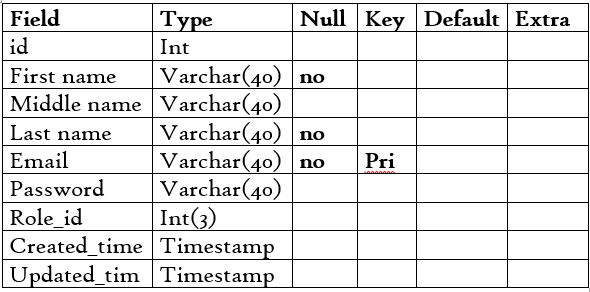 Field Type Null Key Default Extra
id Int
First name Varchar(40) no
Middle name Varchar(40)
Last name Varchar(40) no
Email Varchar(40) no Pri
Password Varchar(40)
Role_id Int(3)
Created_time Timestamp
Updated_tim Timestamp